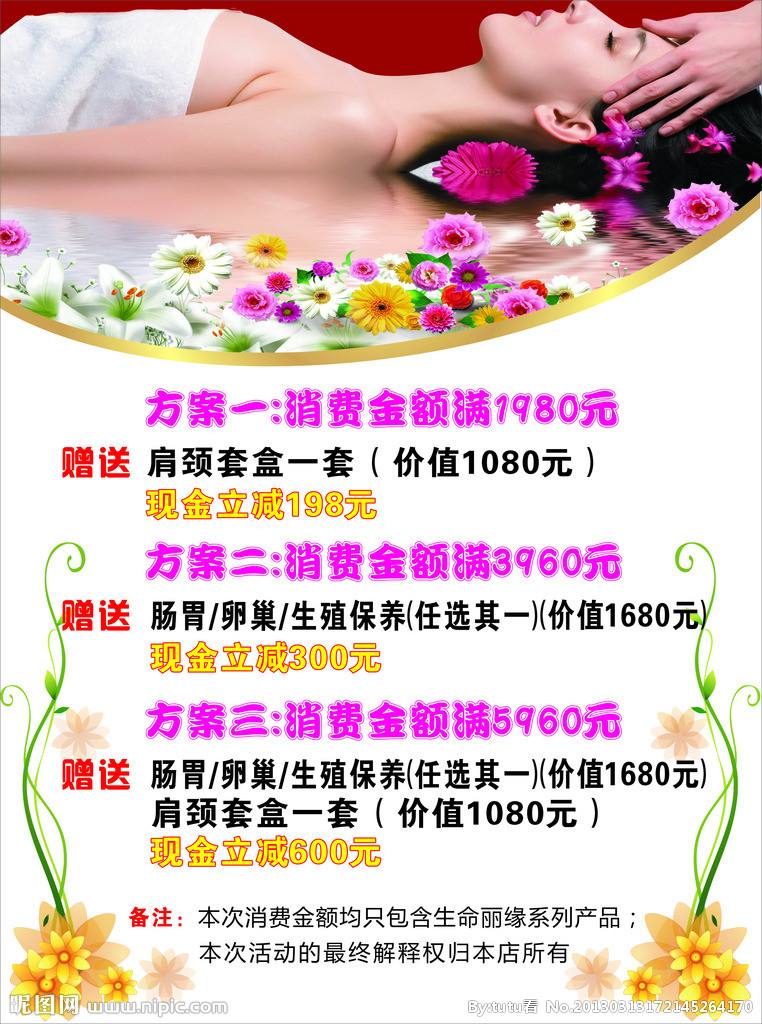 方案一:消费金额满1980元
赠送 肩颈套盒一套（价值1080元）
现金立减198元
方案二:消费金额满3960元
赠送 肠胃/卵巢/生殖保养(任选其一)(价值1680元)
现金立减300元
方案三:消费金额满5960元
赠送 肠胃/卵巢/生殖保养(任选其一)(价值1680元)
肩颈套盒一套（价值1080元）
现金立减600元
备注：本次消费金额均只包含生命丽缘系列产品；
本次活动的最终解释权归本店所有
昵图网 www.nipic.com By:tutu看 No.20130313172145264170